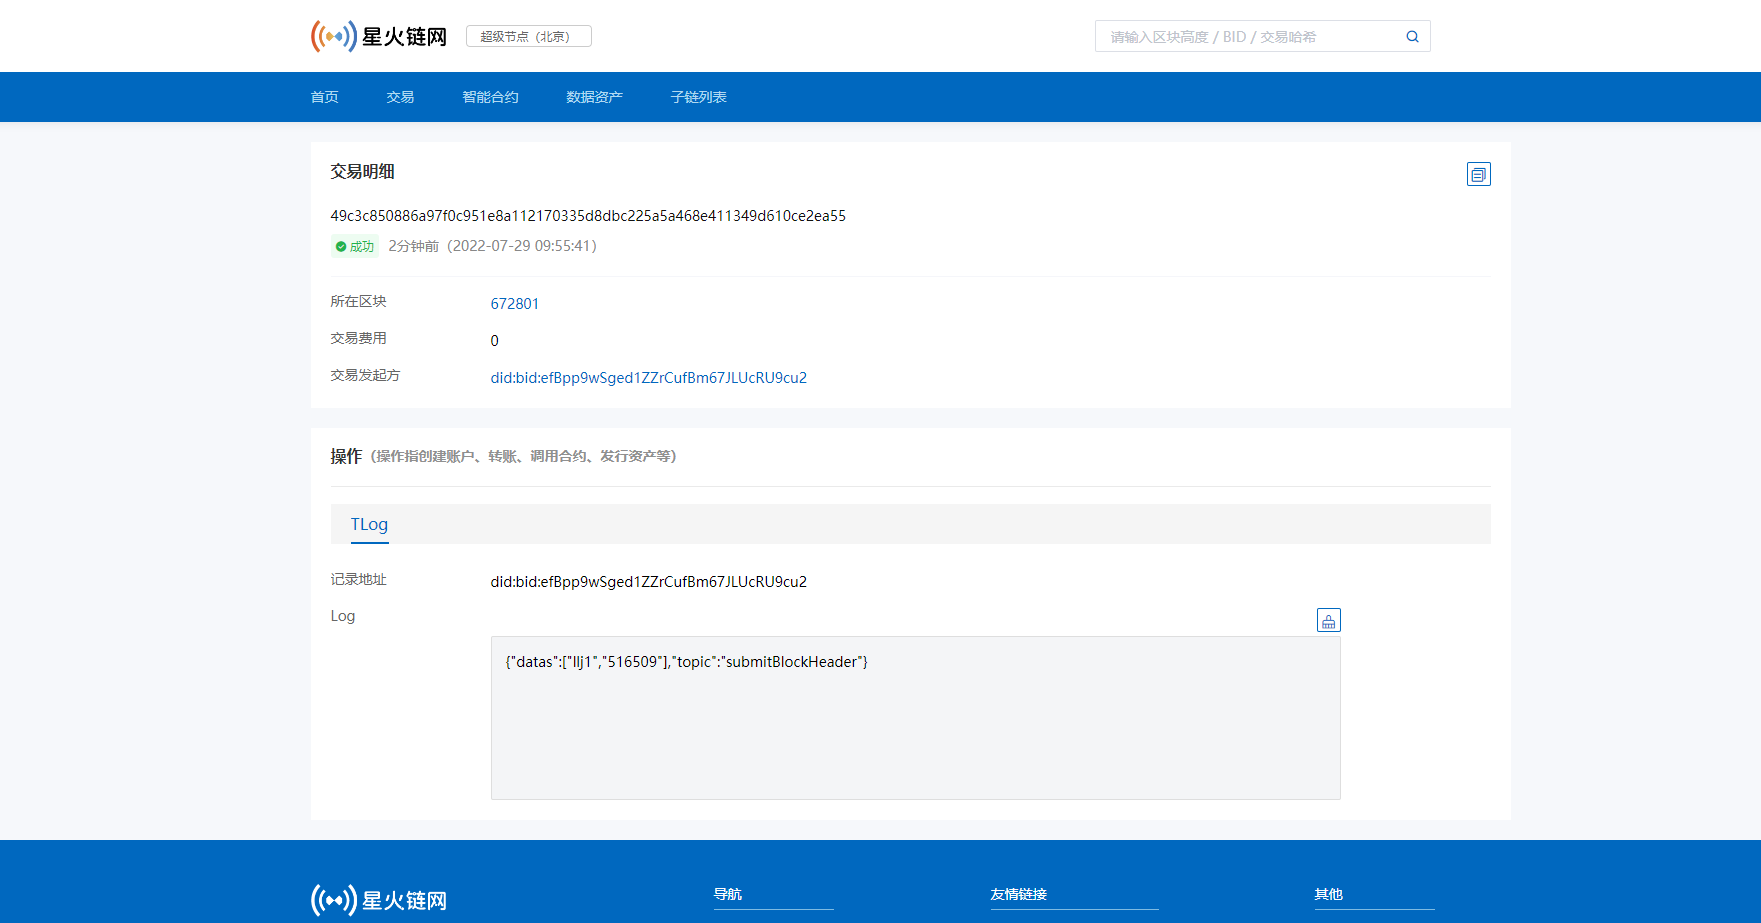 星火链网
超级节点（北京）
请输入区块高度 / BID / 交易哈希
首页 交易 智能合约 数据资产 子链列表
交易明细
49c3c850886a97f0c951e8a112170335d8dbc225a5a468e411349d610ce2ea55
成功 2分钟前（2022-07-29 09:55:41）
所在区块 672801
交易费用 0
交易发起方 did:bid:efBpp9wSged1ZZrCufBm67JLUcRU9cu2
操作（操作指创建账户、转账、调用合约、发行资产等）
TLog
记录地址 did:bid:efBpp9wSged1ZZrCufBm67JLUcRU9cu2
Log
{"datas":["llj1","516509"],"topic":"submitBlockHeader"}
星火链网 导航 友情链接 其他